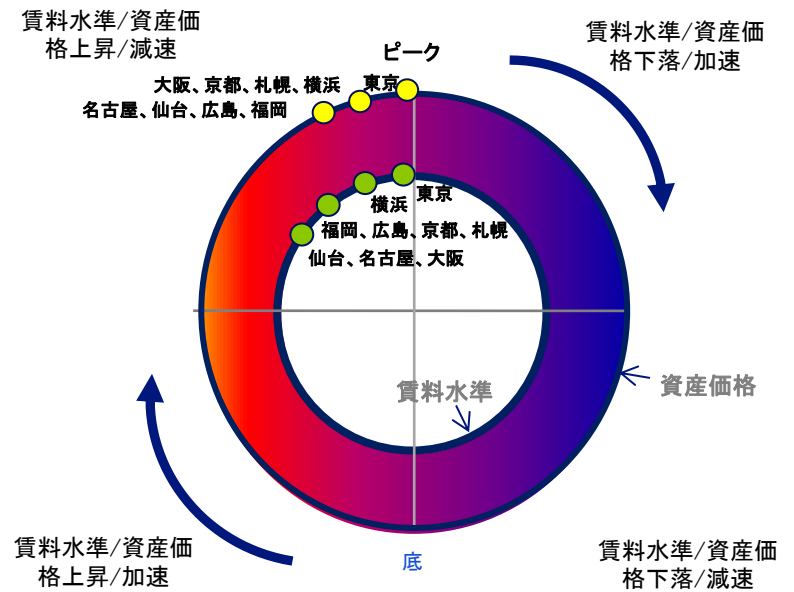 賃料水準/資産価
格上昇/減速
ピーク
賃料水準/資産価
格下落/加速
大阪、京都、札幌、横浜
東京
名古屋、仙台、広島、福岡
東京
横浜
福岡、広島、京都、札幌
仙台、名古屋、大阪
賃料水準
資産価格
賃料水準/資産価
格上昇/加速
底
賃料水準/資産価
格下落/減速